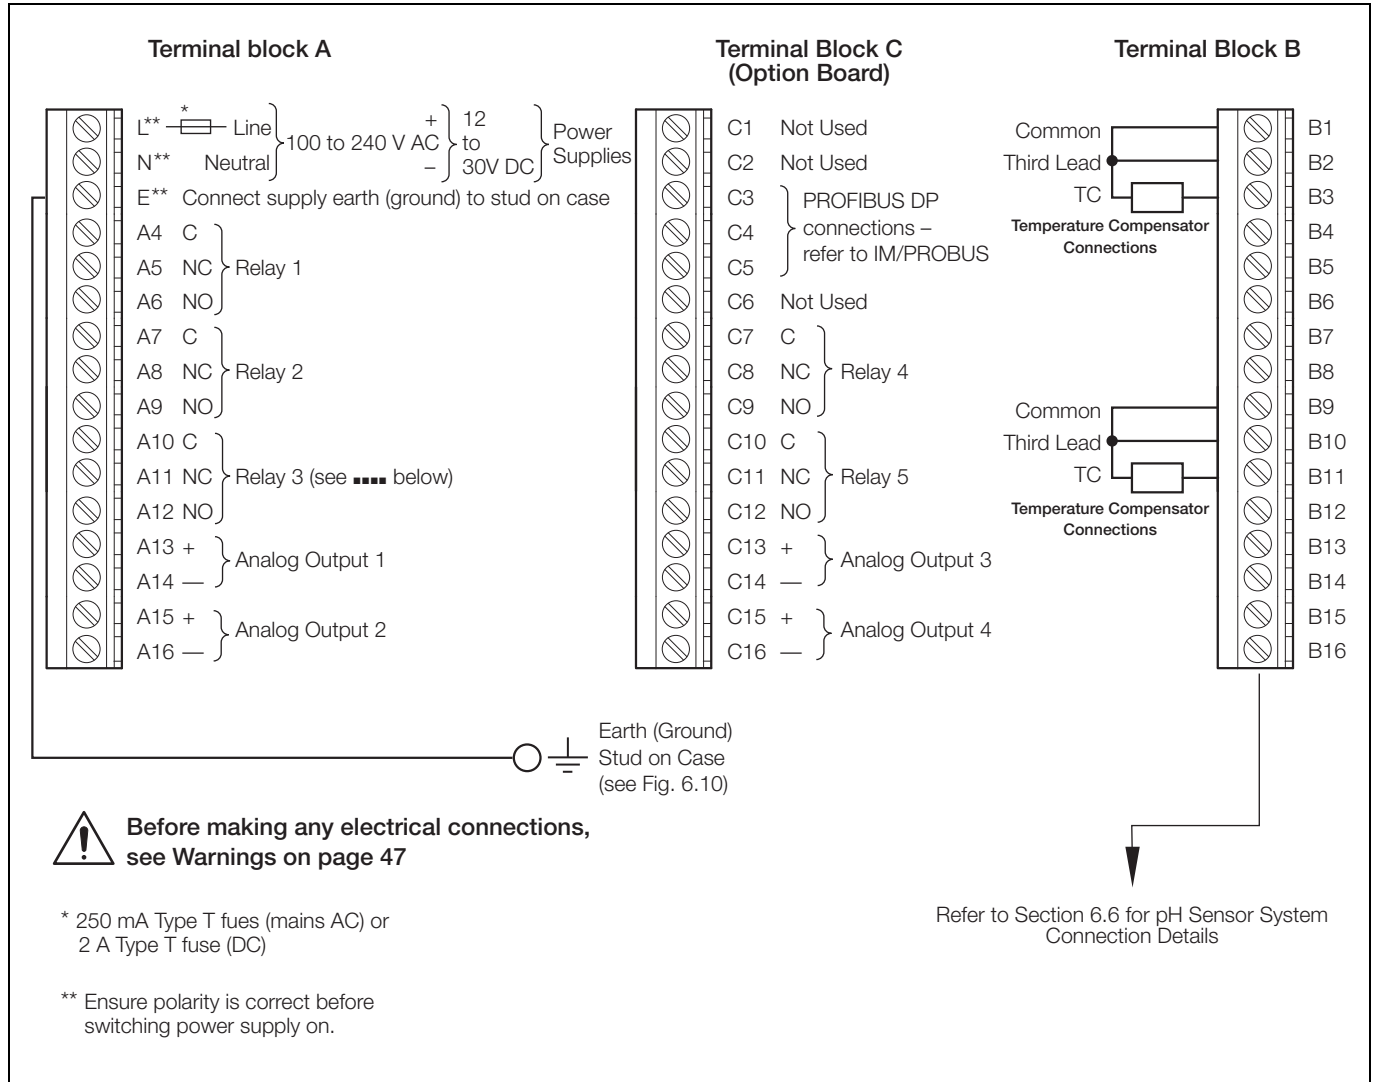 Terminal block A
L** * Line
100 to 240 V AC
+ 12
to
– 30V DC
Power
Supplies
N** Neutral
E** Connect supply earth (ground) to stud on case
A4 C
A5 NC Relay 1
A6 NO
A7 C
A8 NC Relay 2
A9 NO
A10 C
A11 NC Relay 3 (see ▪▪▪▪ below)
A12 NO
A13 +
Analog Output 1
A14 —
A15 +
Analog Output 2
A16 —
Terminal Block C
(Option Board)
C1 Not Used
C2 Not Used
C3
C4
C5
PROFIBUS DP
connections –
refer to IM/PROBUS
C6 Not Used
C7 C
C8 NC Relay 4
C9 NO
C10 C
C11 NC Relay 5
C12 NO
C13 +
Analog Output 3
C14 —
C15 +
Analog Output 4
C16 —
Terminal Block B
Common B1
Third Lead B2
TC B3
Temperature Compensator
Connections
B4
B5
B6
B7
B8
Common B9
Third Lead B10
TC B11
Temperature Compensator
Connections
B12
B13
B14
B15
B16
Earth (Ground)
Stud on Case
(see Fig. 6.10)
Before making any electrical connections,
see Warnings on page 47
* 250 mA Type T fues (mains AC) or
2 A Type T fuse (DC)
** Ensure polarity is correct before
switching power supply on.
Refer to Section 6.6 for pH Sensor System
Connection Details